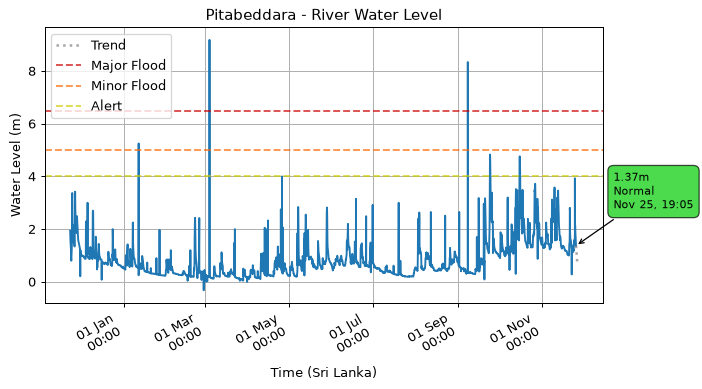 Pitabeddara - River Water Level
Trend
Major Flood
Minor Flood
Alert
Water Level (m)
8
6
4
2
0
1.37m
Normal
Nov 25, 19:05
01 Jan
00:00
01 Mar
00:00
01 May
00:00
01 Jul
00:00
01 Sep
00:00
01 Nov
00:00
Time (Sri Lanka)